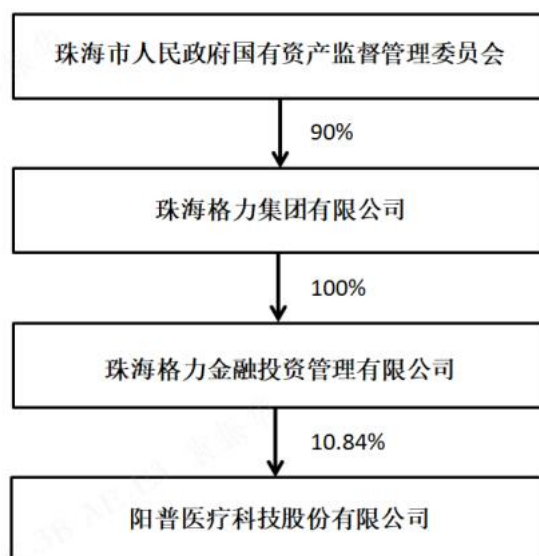 珠海市人民政府国有资产监督管理委员会
90%
珠海格力集团有限公司
100%
珠海格力金融投资管理有限公司
10.84%
阳普医疗科技股份有限公司